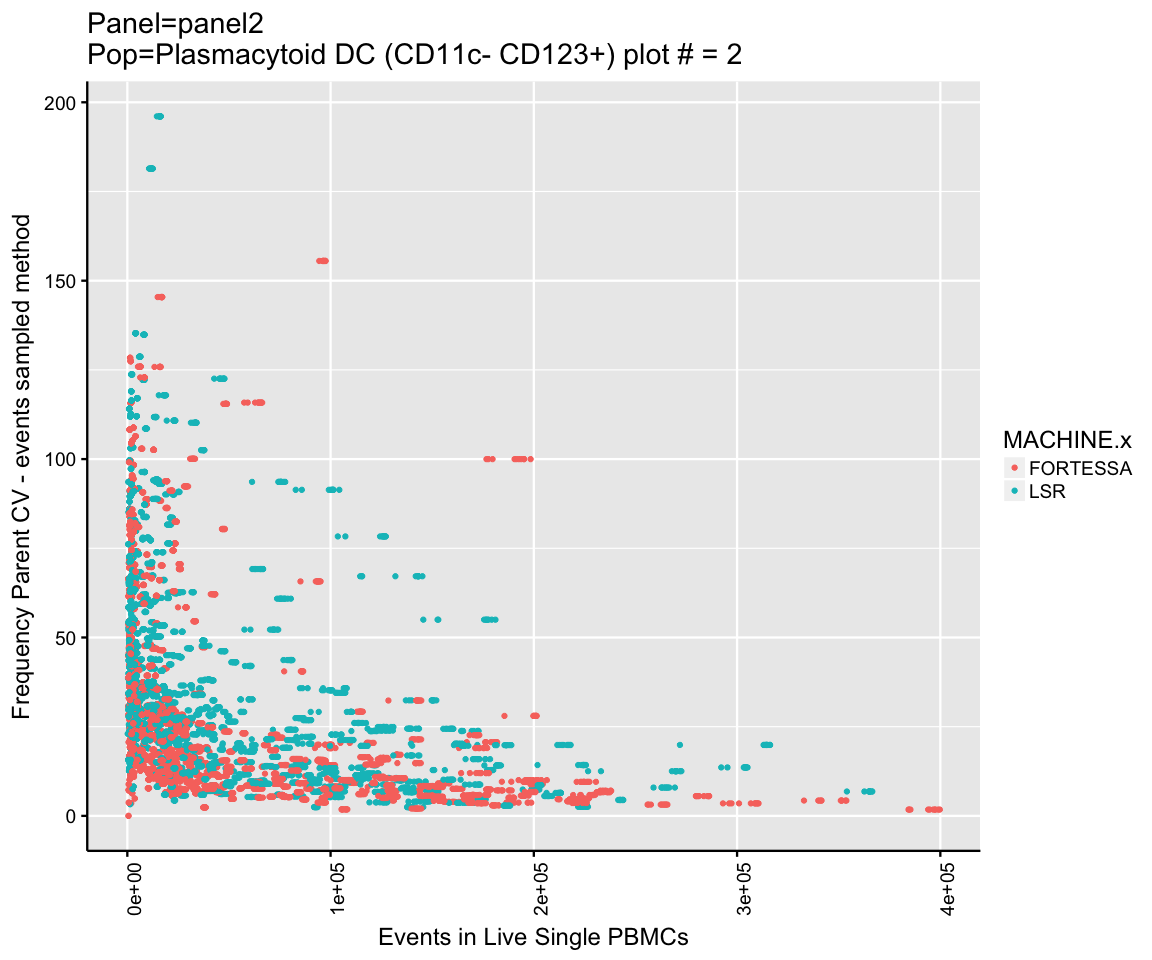 Panel=panel2
Pop=Plasmacytoid DC (CD11c- CD123+) plot # = 2
Frequency Parent CV - events sampled method
200
150
100
50
0
0e+00
1e+05
2e+05
3e+05
4e+05
Events in Live Single PBMCs
MACHINE.x
FORTESSA
LSR